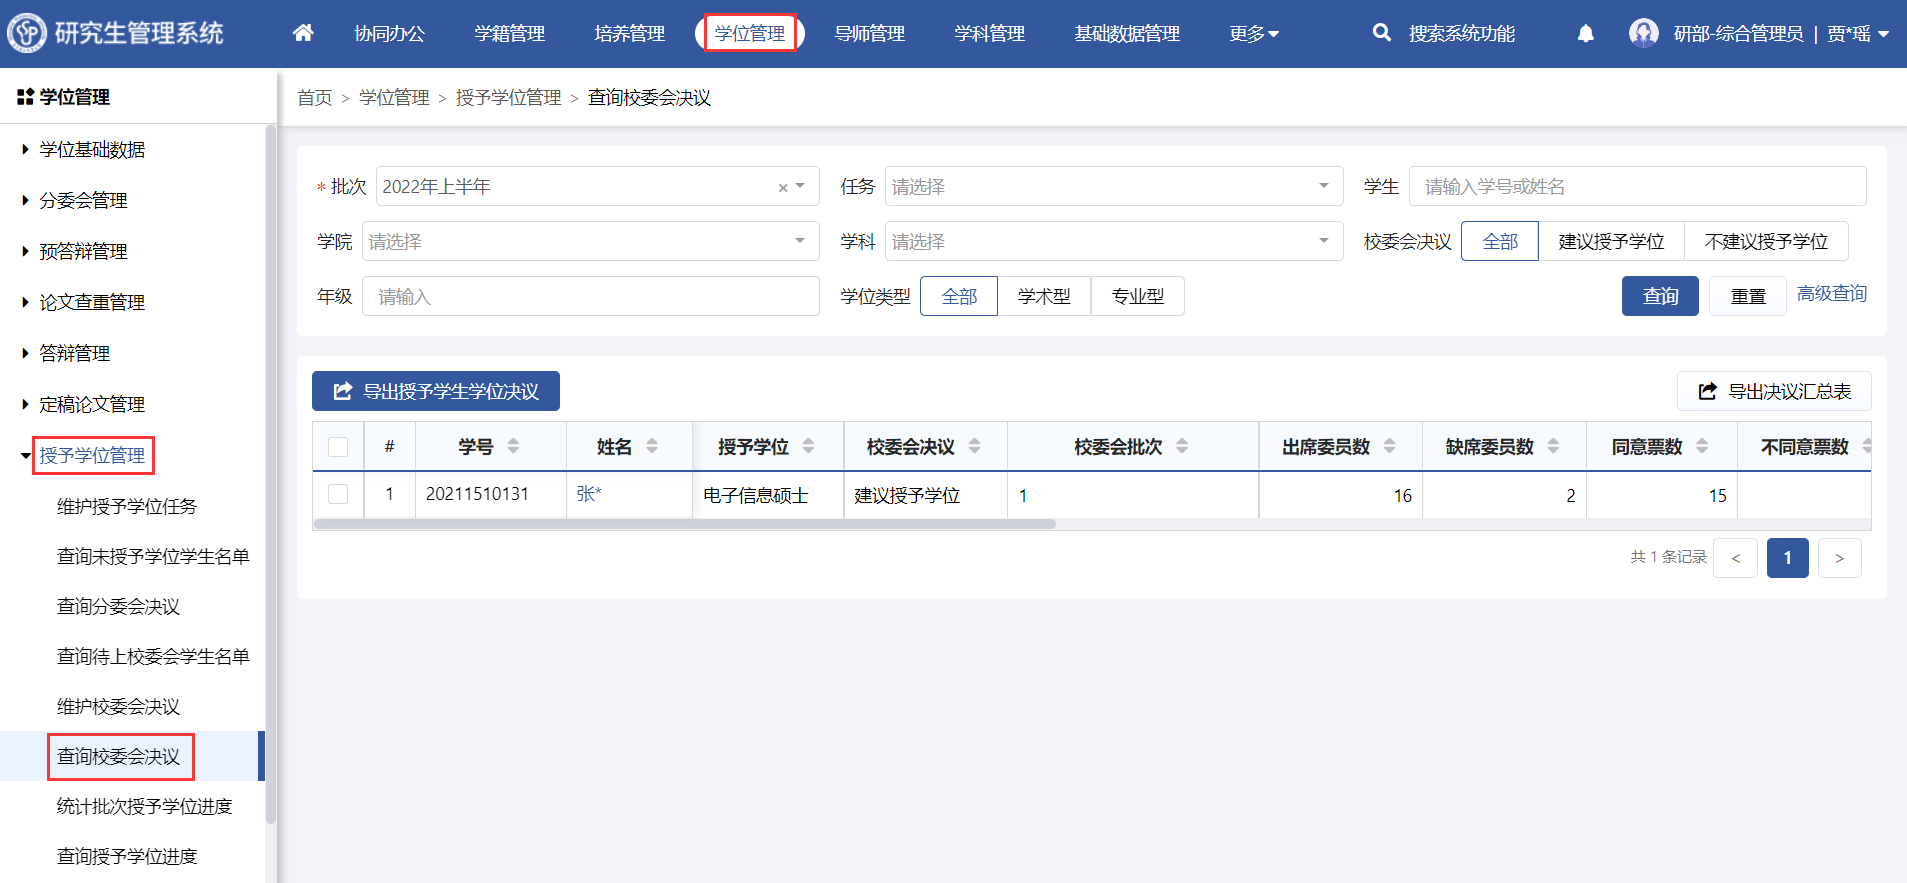 研究生管理系统
协同办公 学籍管理 培养管理 学位管理 导师管理 学科管理 基础数据管理 更多 搜索系统功能 研部-综合管理员 | 贾*瑶
学位管理
学位基础数据
分委会管理
预答辩管理
论文查重管理
答辩管理
定稿论文管理
授予学位管理
维护授予学位任务
查询未授予学位学生名单
查询分委会决议
查询待上校委会学生名单
维护校委会决议
查询校委会决议
统计批次授予学位进度
查询授予学位进度
首页 > 学位管理 > 授予学位管理 > 查询校委会决议
* 批次 2022年上半年 × 任务 请选择 学生 请输入学号或姓名
学院 请选择 学科 请选择 校委会决议 全部 建议授予学位 不建议授予学位
年级 请输入 学位类型 全部 学术型 专业型 查询 重置 高级查询
导出授予学生学位决议 导出决议汇总表
# 学号 姓名 授予学位 校委会决议 校委会批次 出席委员数 缺席委员数 同意票数 不同意票数
1 20211510131 张* 电子信息硕士 建议授予学位 1 16 2 15
共 1 条记录 < 1 >